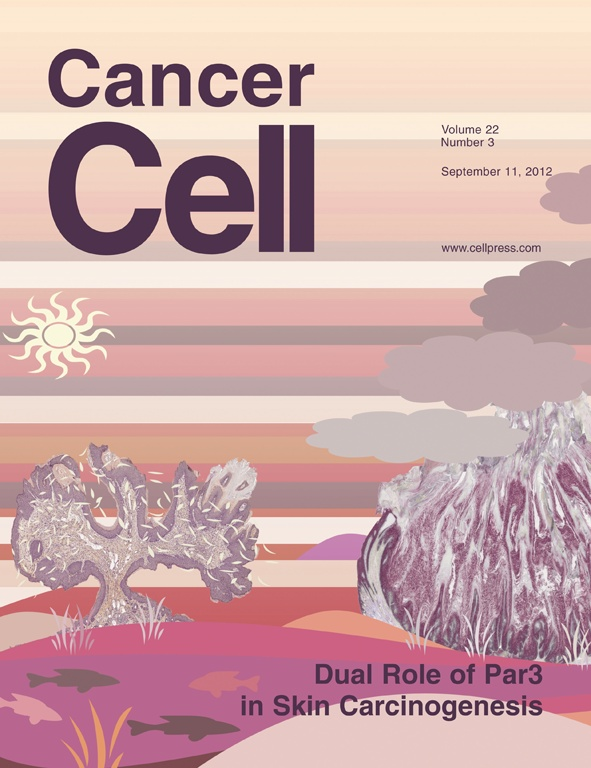 Cancer
Cell
Volume 22
Number 3
September 11, 2012
www.cellpress.com
Dual Role of Par3
in Skin Carcinogenesis